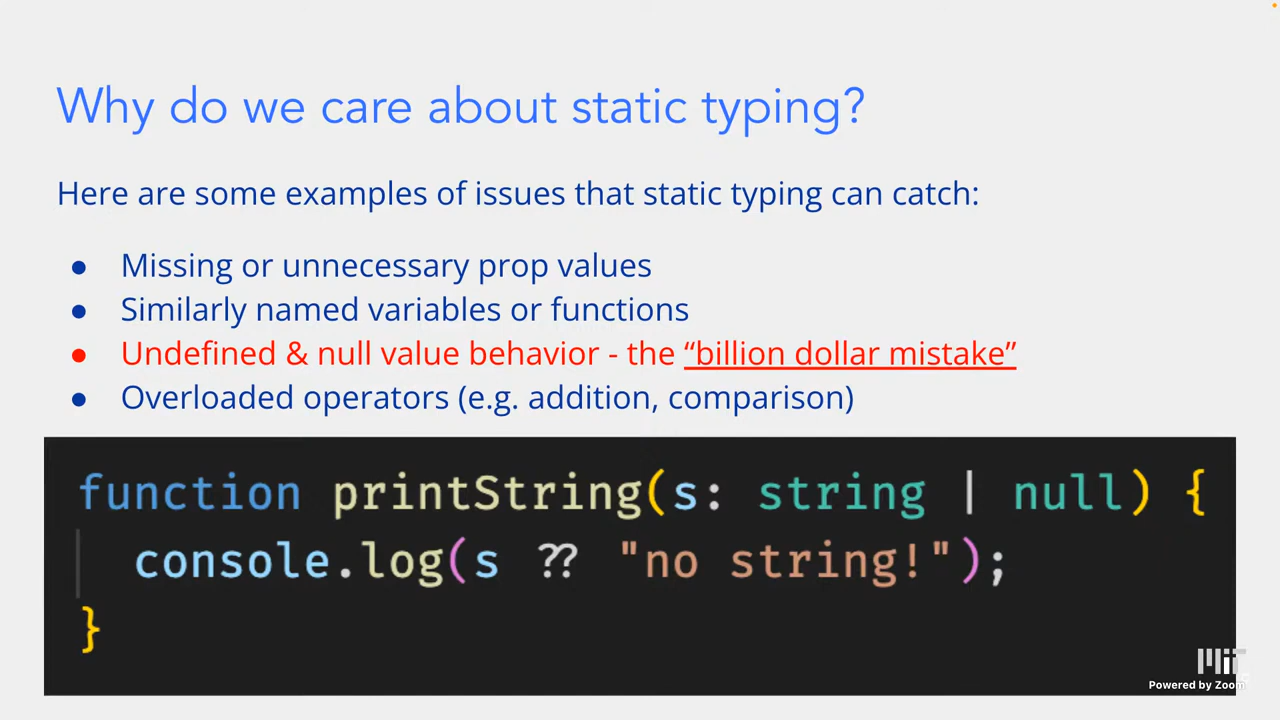 Why do we care about static typing?
Here are some examples of issues that static typing can catch:
● Missing or unnecessary prop values
● Similarly named variables or functions
● Undefined & null value behavior - the “billion dollar mistake”
● Overloaded operators (e.g. addition, comparison)
function printString(s: string | null) {
console.log(s ?? "no string!");
}
MIT
Powered by Zoom